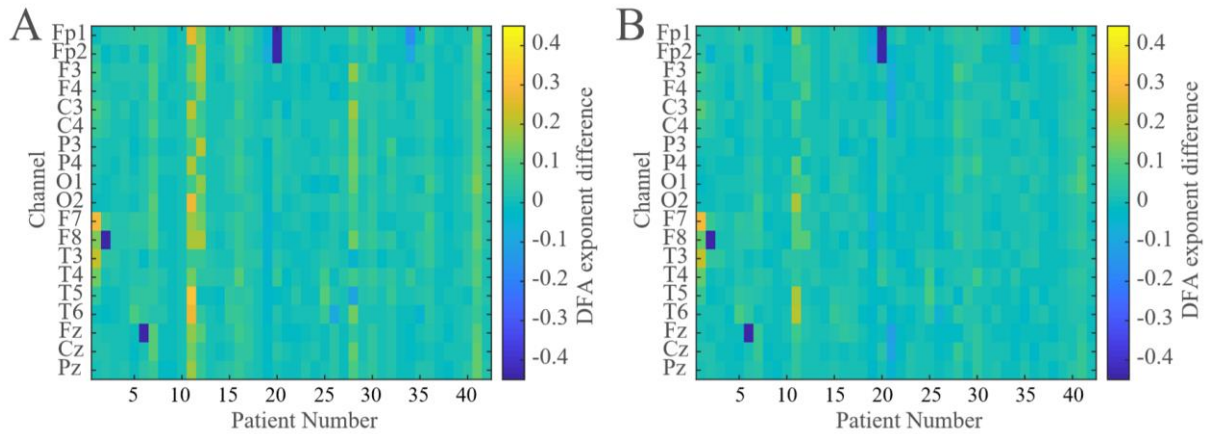 A
Fp1
Fp2
F3
F4
C3
C4
P3
P4
O1
O2
F7
F8
T3
T4
T5
T6
Fz
Cz
Pz
Channel
5 10 15 20 25 30 35 40
Patient Number
0.4
0.3
0.2
0.1
0
-0.1
-0.2
-0.3
-0.4
DFA exponent difference
B
Fp1
Fp2
F3
F4
C3
C4
P3
P4
O1
O2
F7
F8
T3
T4
T5
T6
Fz
Cz
Pz
Channel
5 10 15 20 25 30 35 40
Patient Number
0.4
0.3
0.2
0.1
0
-0.1
-0.2
-0.3
-0.4
DFA exponent difference